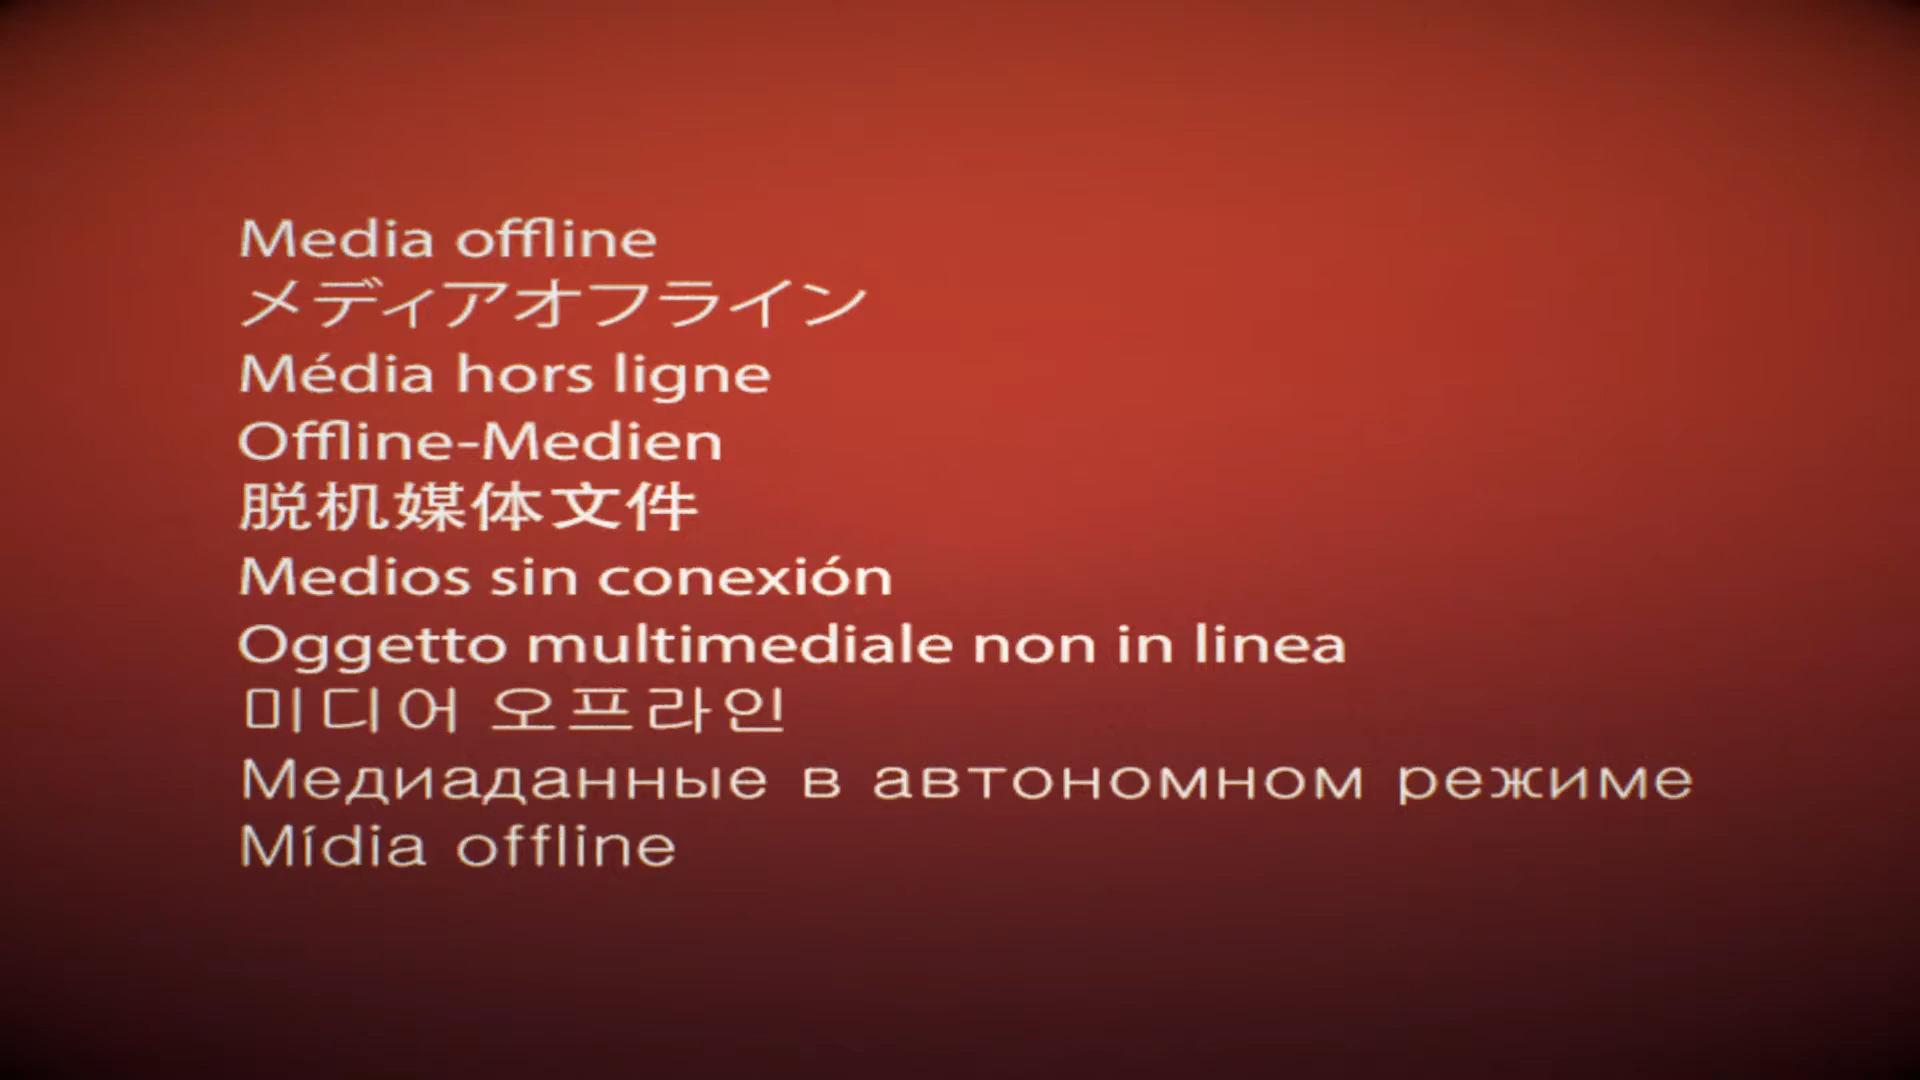 Media offline
メディアオフライン
Média hors ligne
Offline-Medien
脱机媒体文件
Medios sin conexión
Oggetto multimediale non in linea
미디어 오프라인
Медиаданные в автономном режиме
Mídia offline